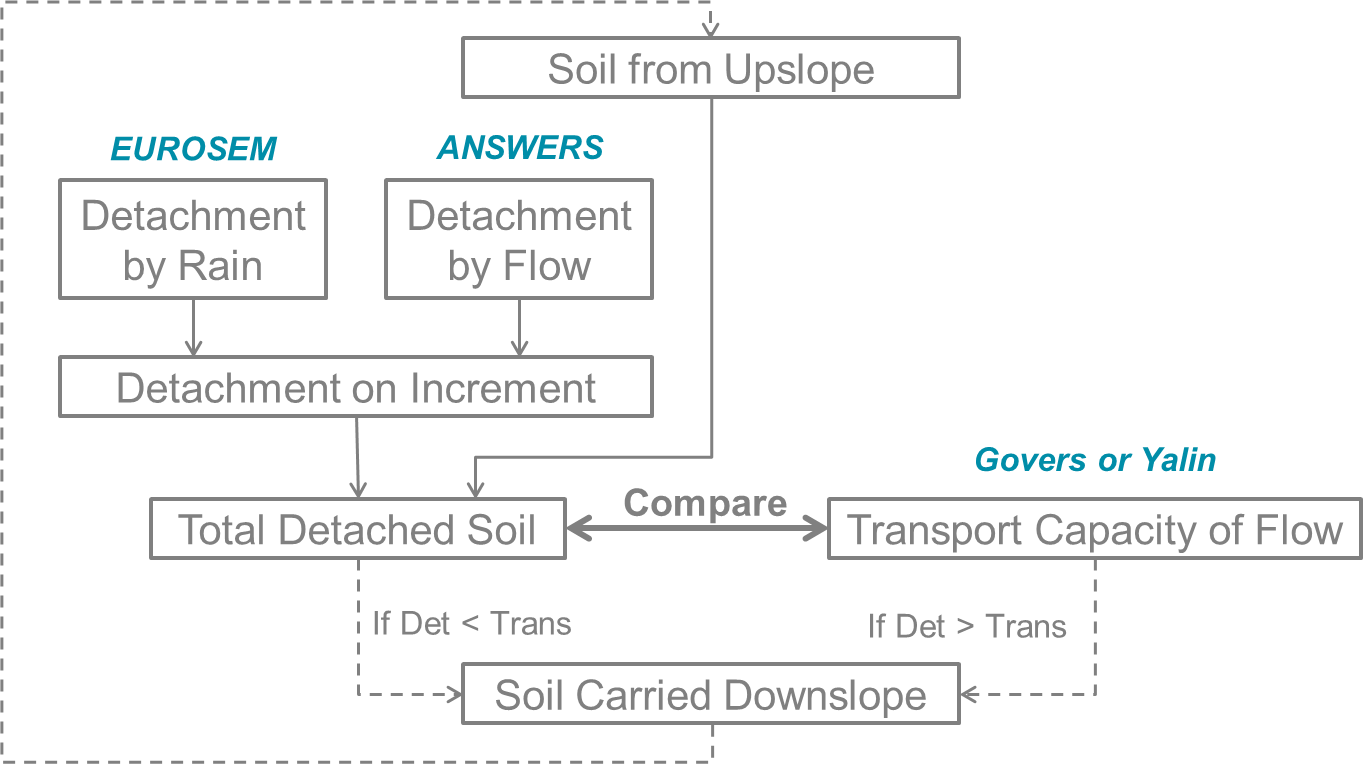 Soil from Upslope
EUROSEM
ANSWERS
Detachment
by Rain
Detachment
by Flow
Detachment on Increment
Govers or Yalin
Total Detached Soil
Compare
Transport Capacity of Flow
If Det < Trans
If Det > Trans
Soil Carried Downslope